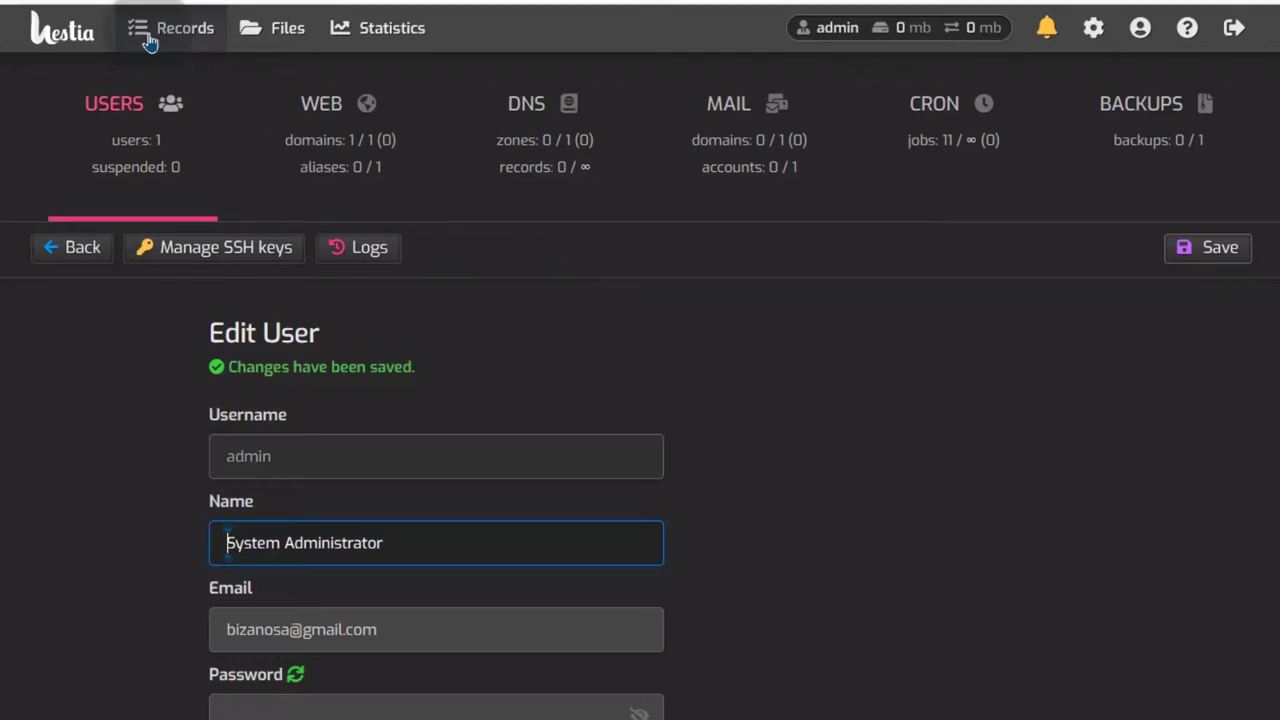 Hestia Records Files Statistics admin 0 mb 0 mb
USERS WEB DNS MAIL CRON BACKUPS
users: 1 domains: 1 / 1 (0) zones: 0 / 1 (0) domains: 0 / 1 (0) jobs: 11 / ∞ (0) backups: 0 / 1
suspended: 0 aliases: 0 / 1 records: 0 / ∞ accounts: 0 / 1
Back Manage SSH keys Logs Save
Edit User
Changes have been saved.
Username
admin
Name
System Administrator
Email
bizanosa@gmail.com
Password